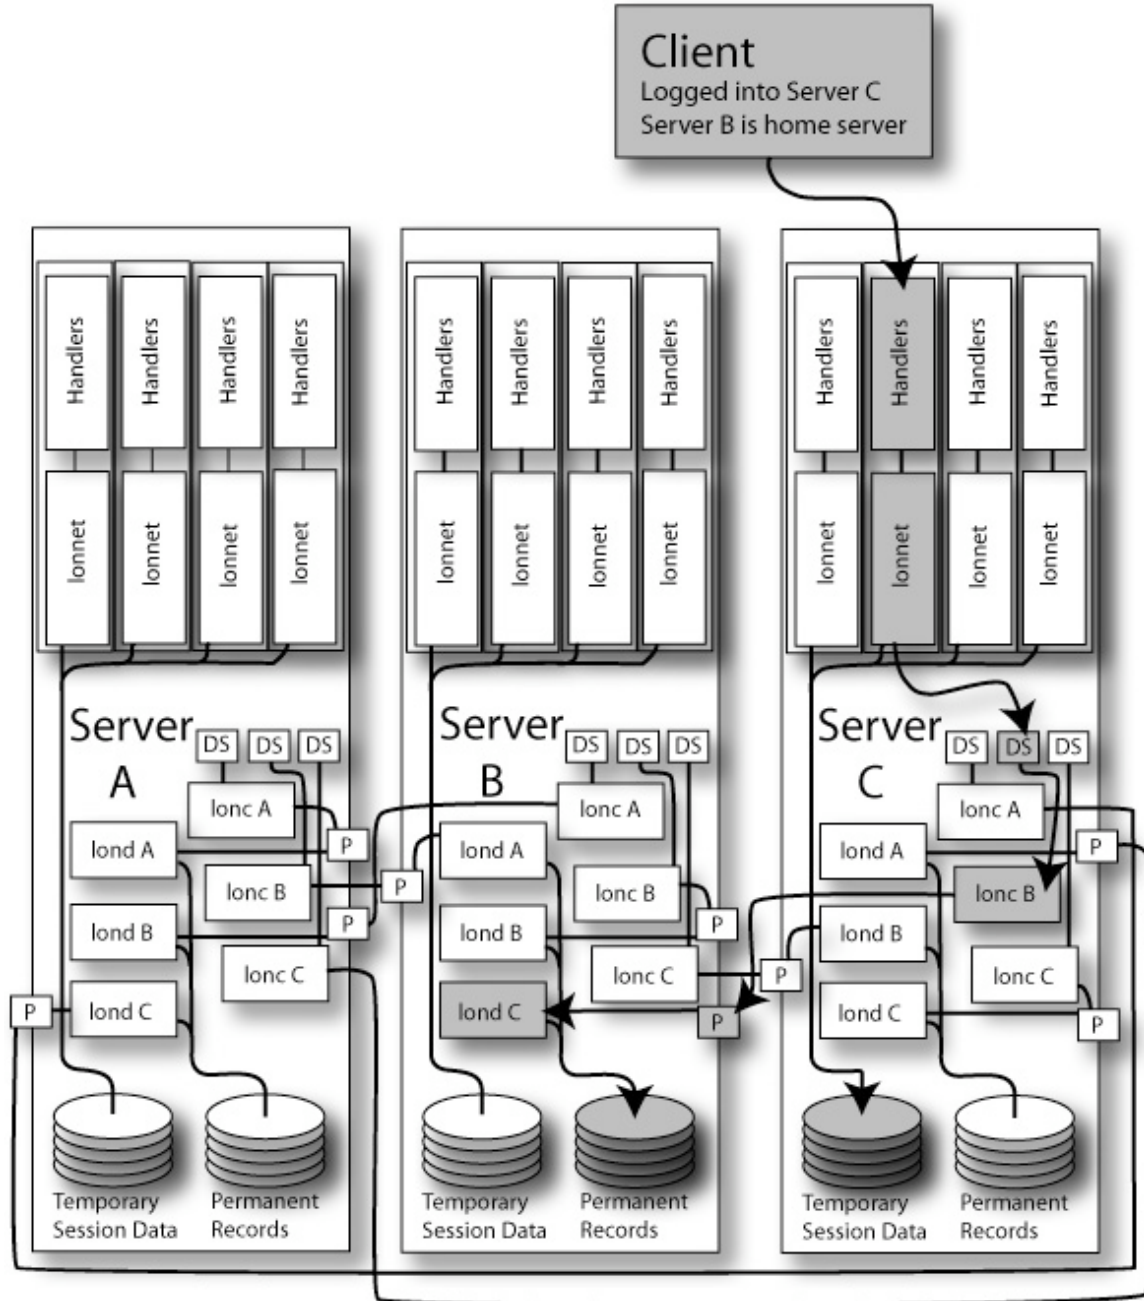 Client
Logged into Server C
Server B is home server
Handlers
Handlers
Handlers
Handlers
lonnet
lonnet
lonnet
lonnet
Server
A
DS
DS
DS
lonc A
lond A
P
lonc B
P
lond B
P
lonc C
P
lond C
Temporary
Session Data
Permanent
Records
Handlers
Handlers
Handlers
Handlers
lonnet
lonnet
lonnet
lonnet
Server
B
DS
DS
DS
lonc A
lond A
lonc B
lond B
P
lonc C
P
lond C
P
Temporary
Session Data
Permanent
Records
Handlers
Handlers
Handlers
Handlers
lonnet
lonnet
lonnet
lonnet
Server
C
DS
DS
DS
lonc A
lond A
P
lonc B
lond B
lonc C
lond C
P
Temporary
Session Data
Permanent
Records